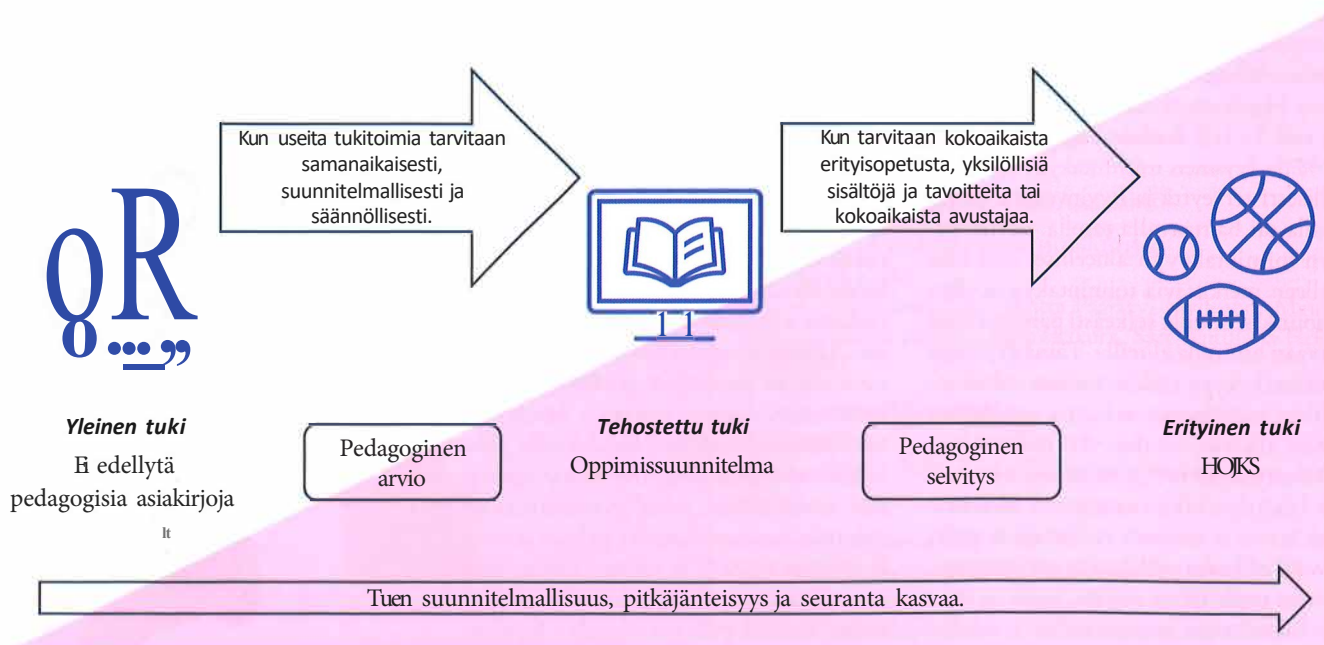 Kun useita tukitoimia tarvitaan
samanaikaisesti,
suunnitelmallisesti ja
säännöllisesti.
Kun tarvitaan kokoaikaista
erityisopetusta, yksilöllisiä
sisältöjä ja tavoitteita tai
kokoaikaista avustajaa.
Yleinen tuki
Ei edellytä
pedagogisia asiakirjoja
lt
Pedagoginen
arvio
Tehostettu tuki
Oppimissuunnitelma
Pedagoginen
selvitys
Erityinen tuki
HOJKS
Tuen suunnitelmallisuus, pitkäjänteisyys ja seuranta kasvaa.